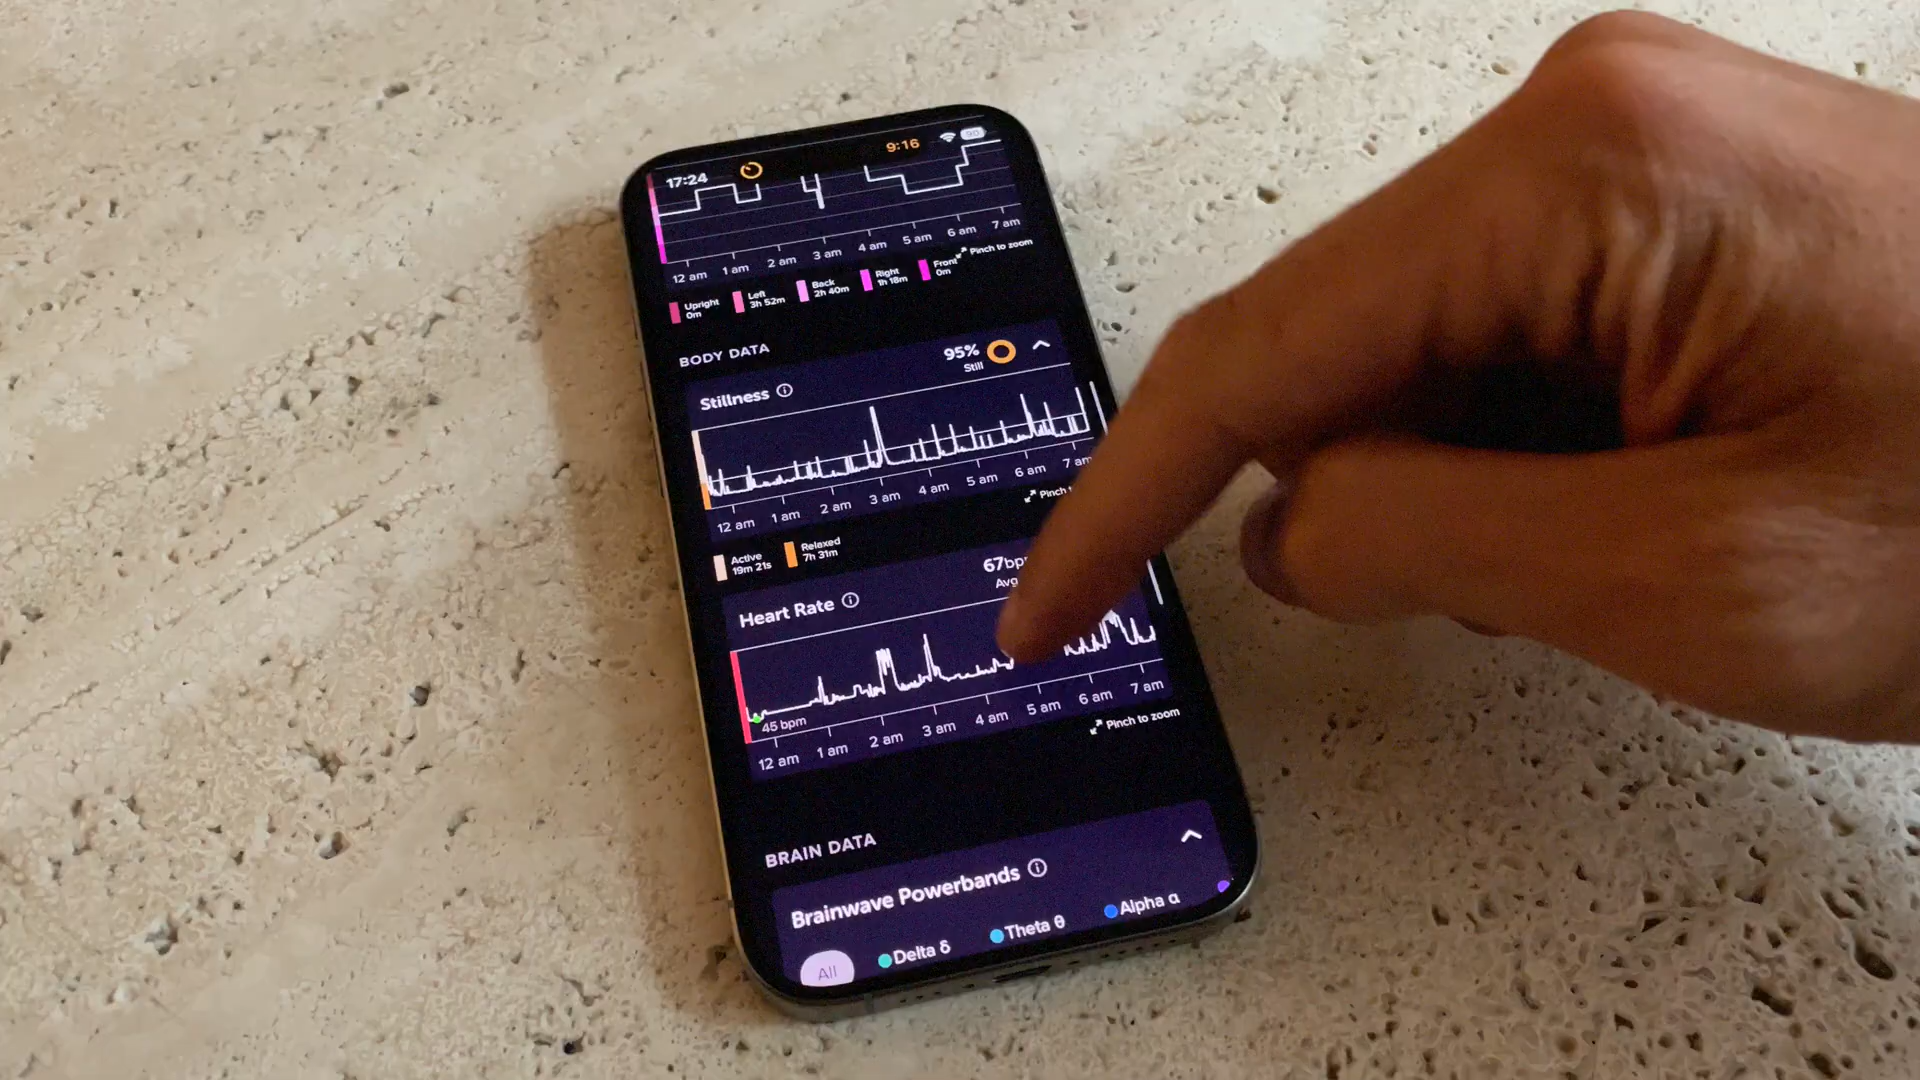 17:24
9:16
90
12 am 1 am 2 am 3 am 4 am 5 am 6 am 7 am
Pinch to zoom
Upright Left Back Right Front
0m 3h 52m 2h 40m 1h 18m 0m
BODY DATA
95%
Still
Stillness
12 am 1 am 2 am 3 am 4 am 5 am 6 am 7 am
Pinch
Active Relaxed
19m 21s 7h 31m
67bp
Avg
Heart Rate
45 bpm
12 am 1 am 2 am 3 am 4 am 5 am 6 am 7 am
Pinch to zoom
BRAIN DATA
Brainwave Powerbands
All Delta δ Theta θ Alpha α